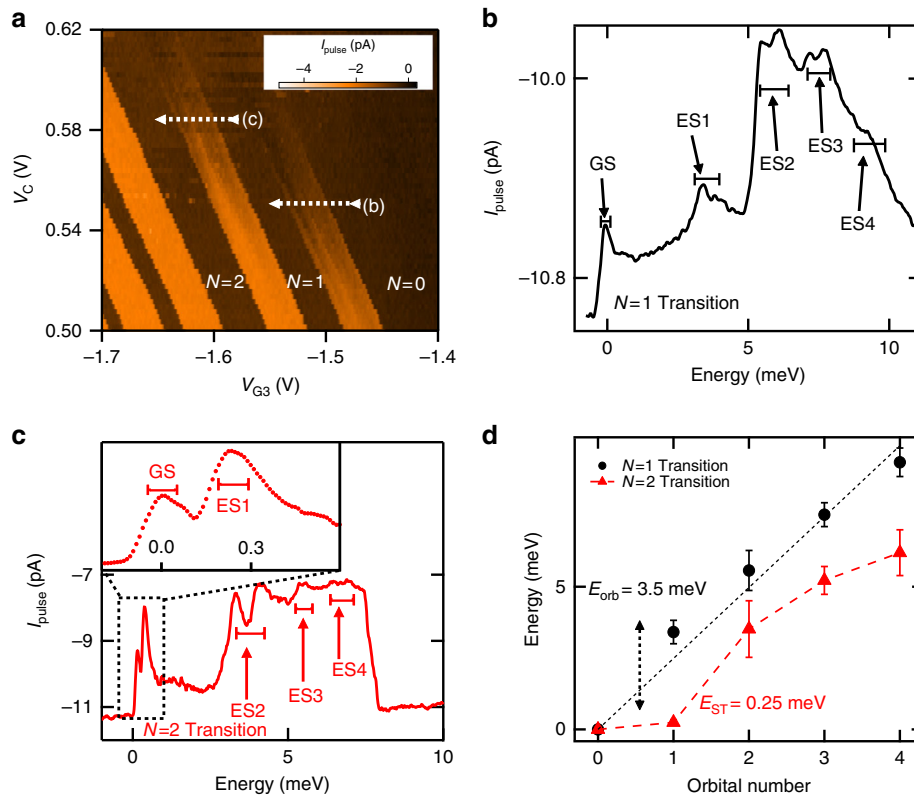 a
0.62
0.58
0.54
0.50
V_C (V)
I_pulse (pA)
−4
−2
0
(c)
(b)
N=2
N=1
N=0
−1.7
−1.6
−1.5
−1.4
V_G3 (V)
b
−10.0
−10.8
I_pulse (pA)
GS
ES1
ES2
ES3
ES4
N=1 Transition
0
5
10
Energy (meV)
c
GS
ES1
0.0
0.3
−7
−9
−11
I_pulse (pA)
ES2
ES3
ES4
N=2 Transition
0
5
10
Energy (meV)
d
N=1 Transition
N=2 Transition
5
0
Energy (meV)
E_orb = 3.5 meV
E_ST = 0.25 meV
0
1
2
3
4
Orbital number